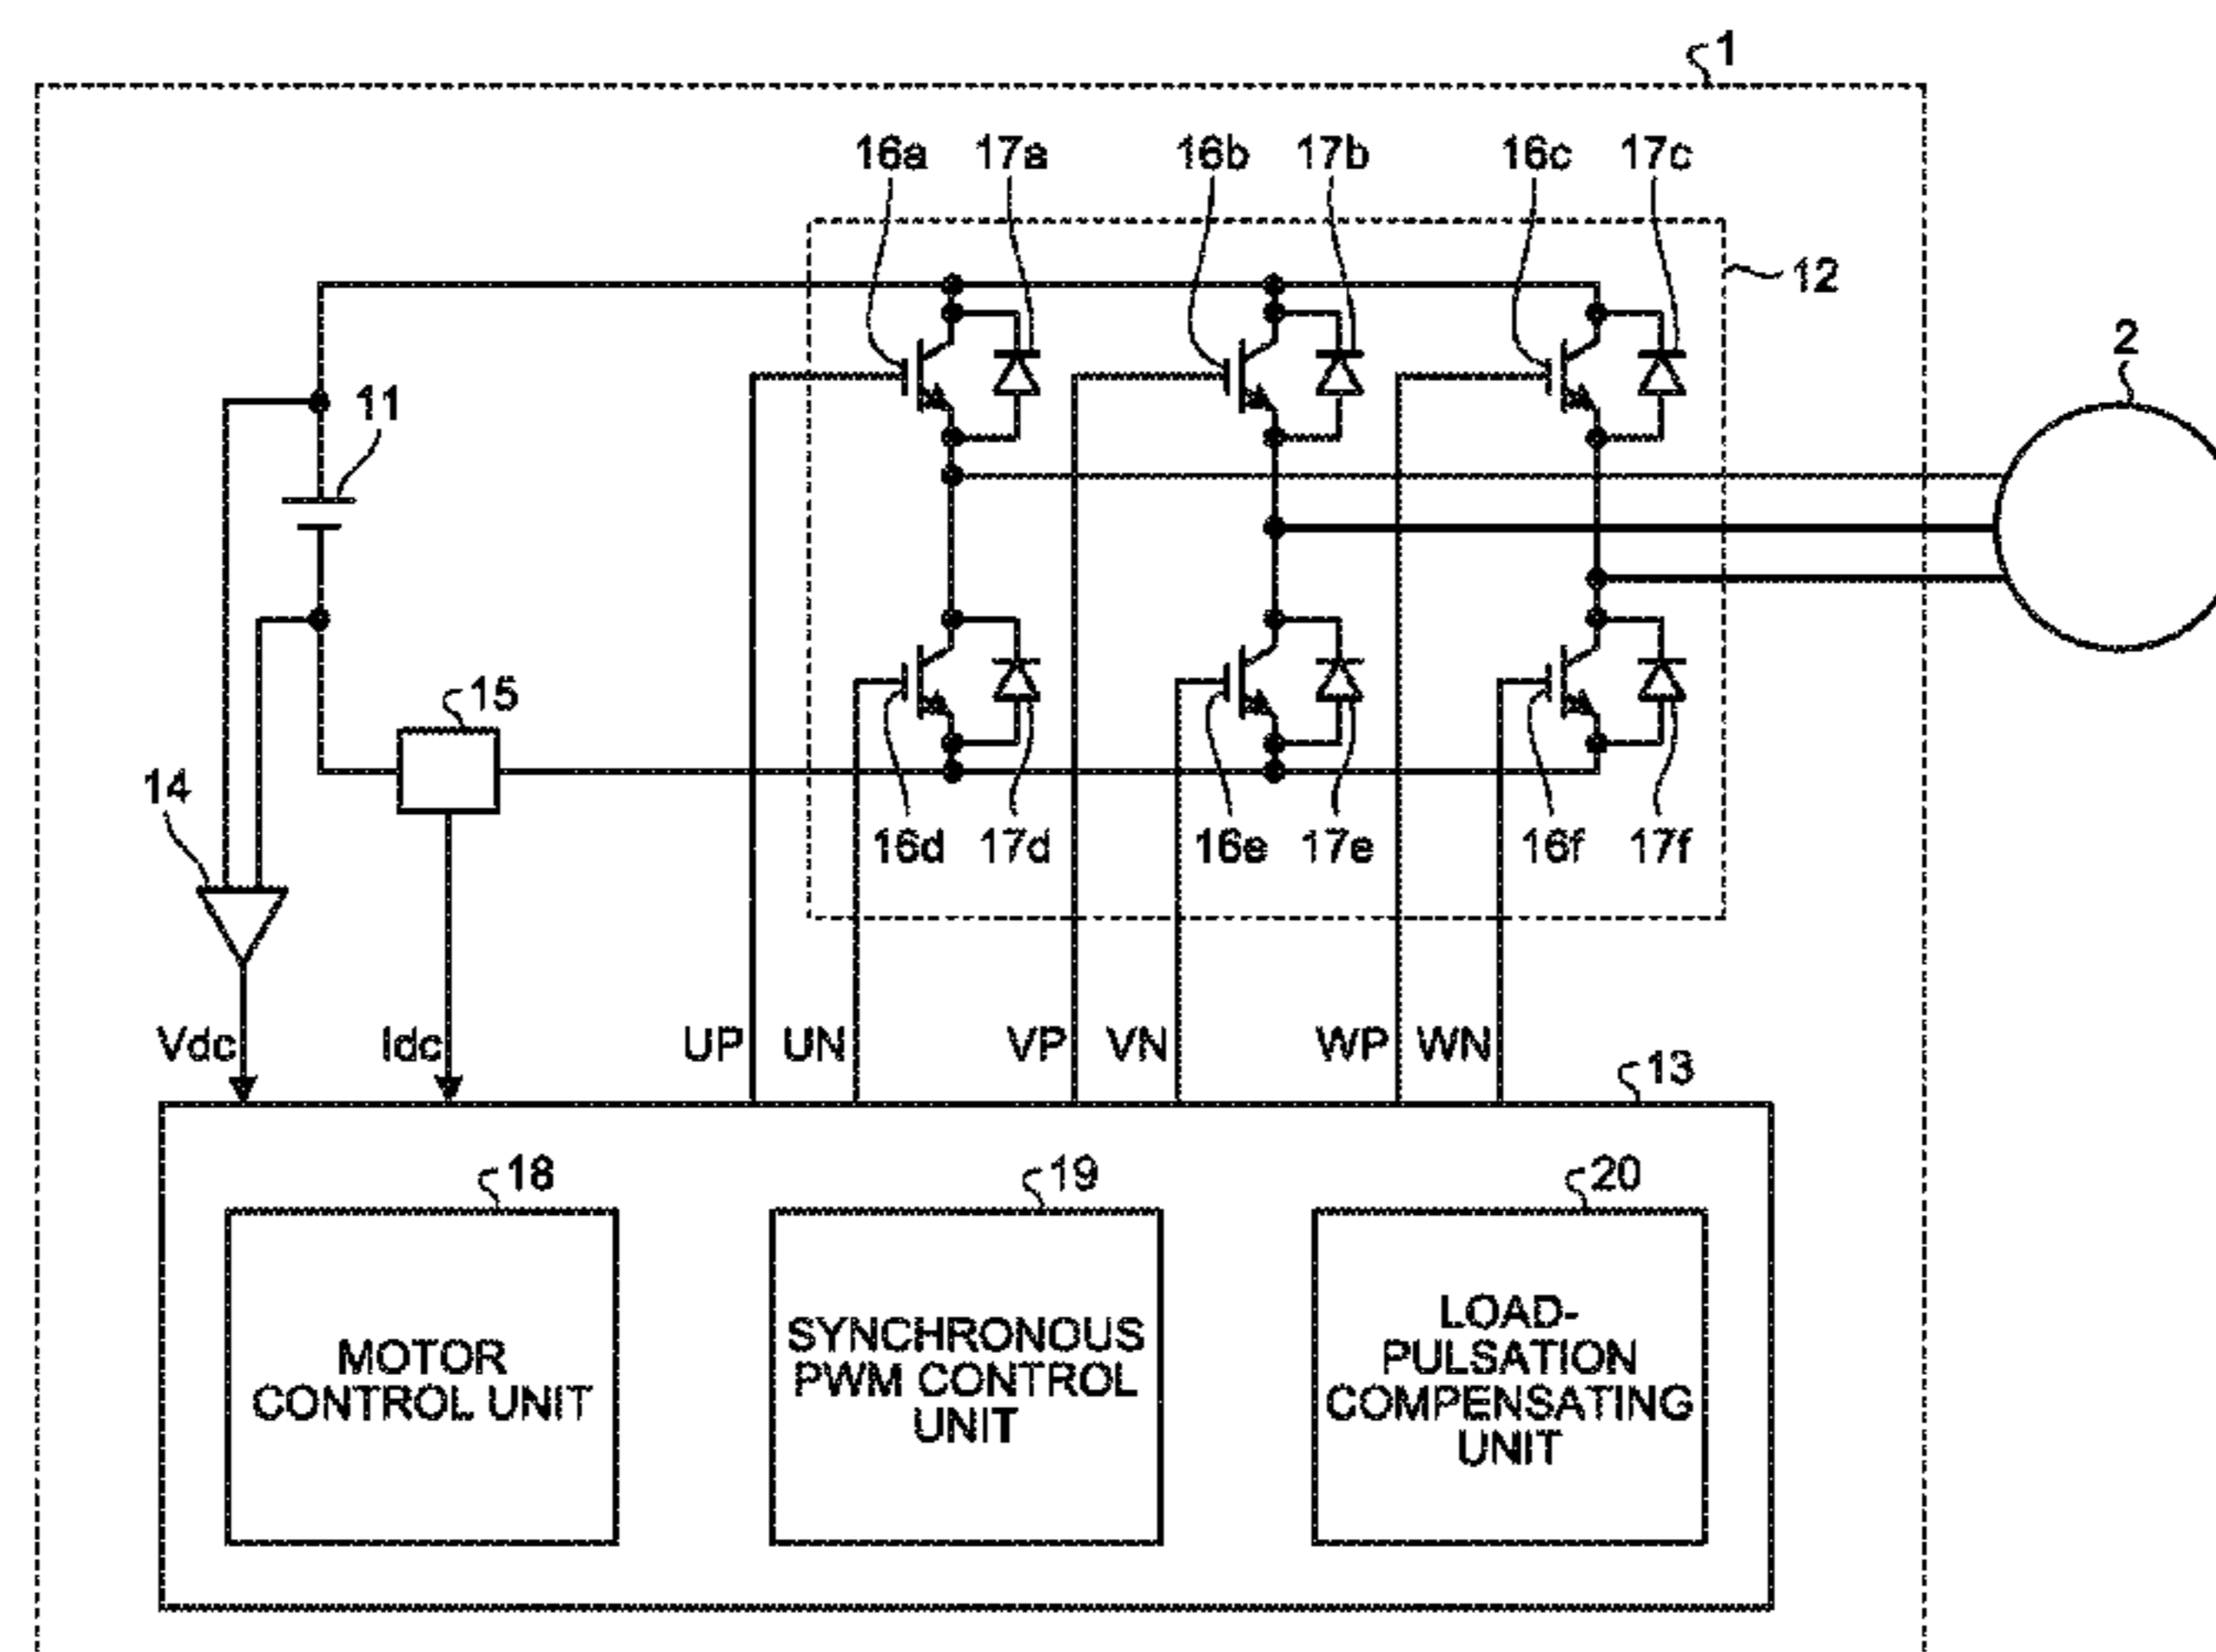 1
16a 17a 16b 17b 16c 17c
12
2
11
15
14
16d 17d 16e 17e 16f 17f
Vdc Idc UP UN VP VN WP WN
13
18 19 20
MOTOR
CONTROL UNIT
SYNCHRONOUS
PWM CONTROL
UNIT
LOAD-
PULSATION
COMPENSATING
UNIT